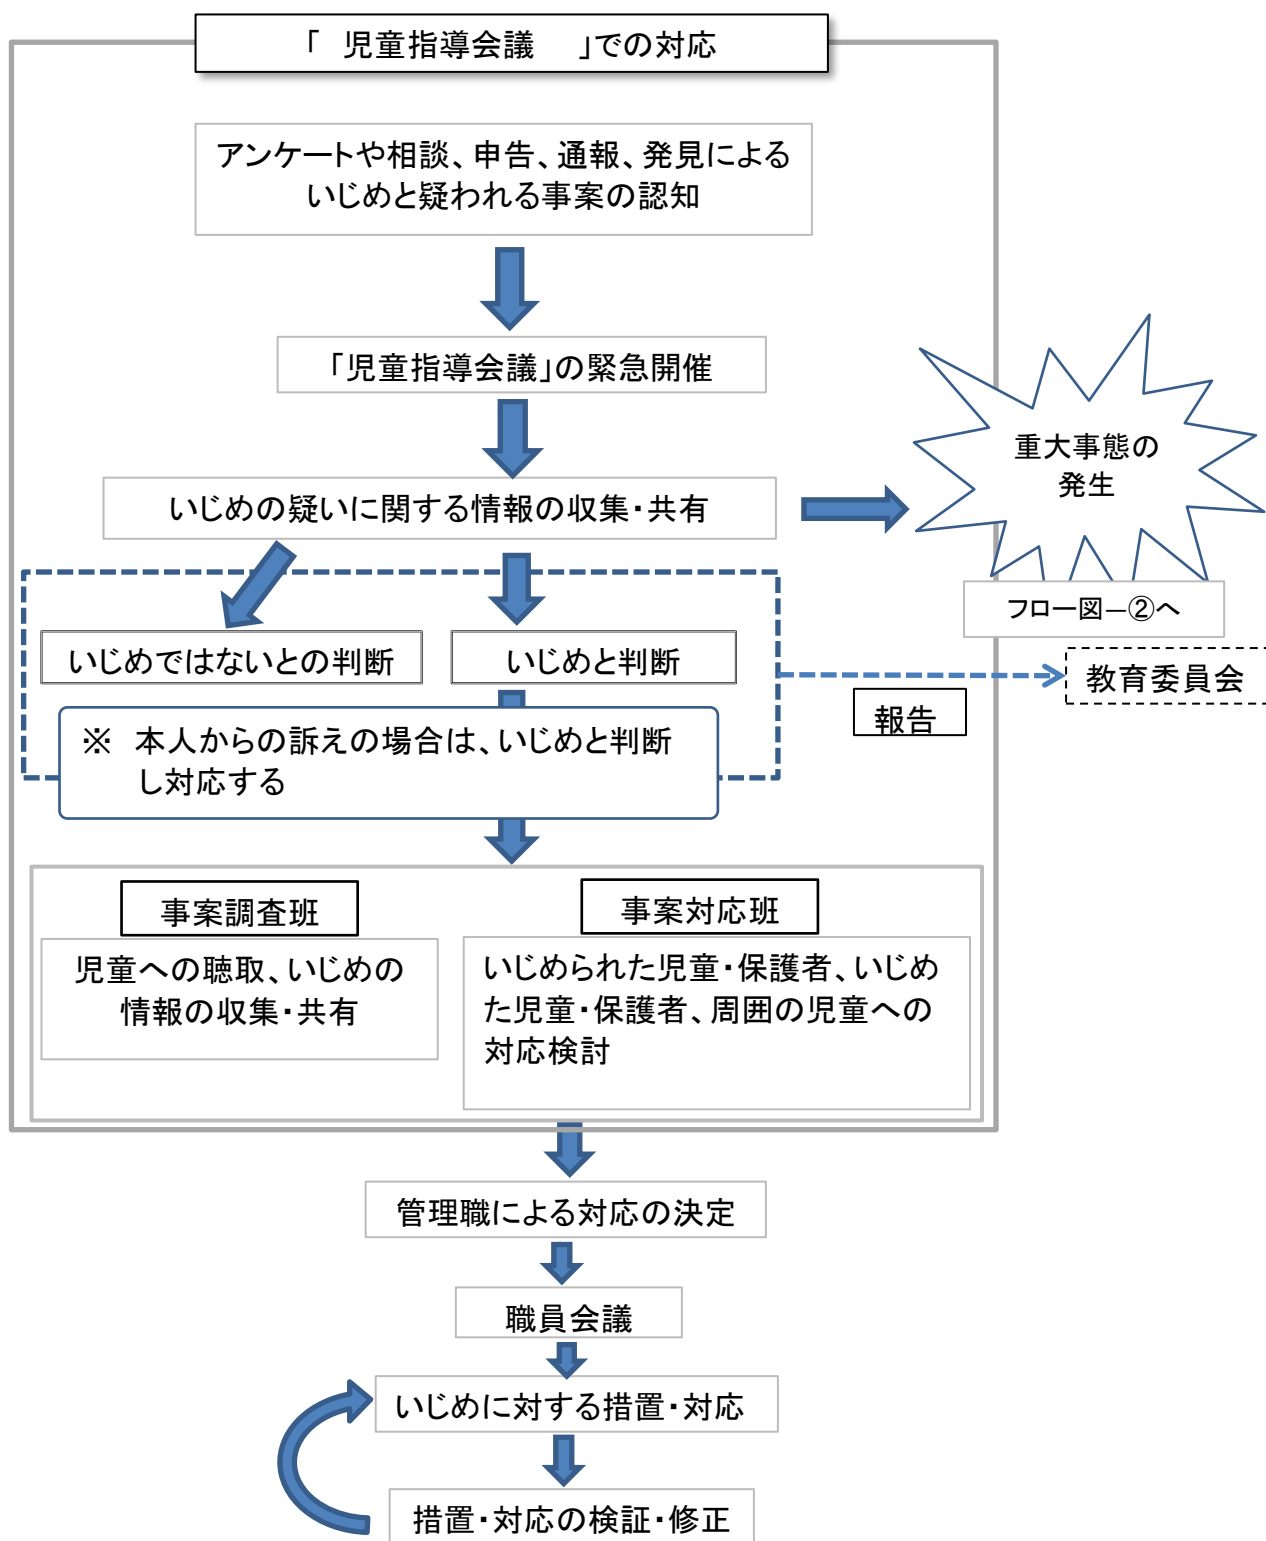 「　児童指導会議　　」での対応
アンケートや相談、申告、通報、発見による
いじめと疑われる事案の認知
「児童指導会議」の緊急開催
重大事態の
発生
いじめの疑いに関する情報の収集・共有
フロー図―②へ
いじめではないとの判断
いじめと判断
教育委員会
報告
※　本人からの訴えの場合は、いじめと判断
し対応する
事案調査班
事案対応班
児童への聴取、いじめの
情報の収集・共有
いじめられた児童・保護者、いじめ
た児童・保護者、周囲の児童への
対応検討
管理職による対応の決定
職員会議
いじめに対する措置・対応
措置・対応の検証・修正